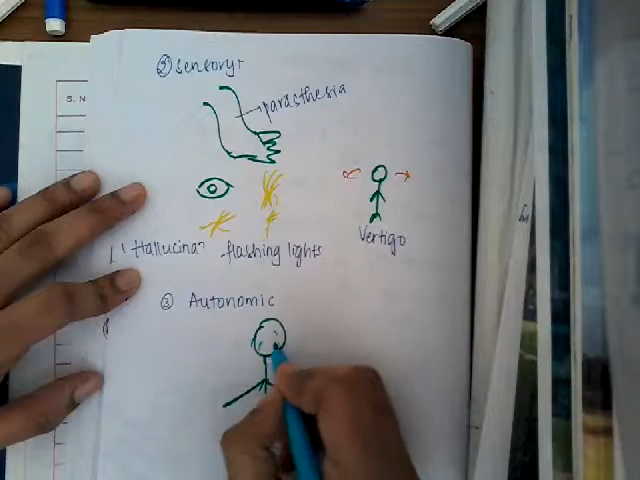 ② Sensory
parasthesia
Hallucina?
flashing lights
Vertigo
③ Autonomic
S. N